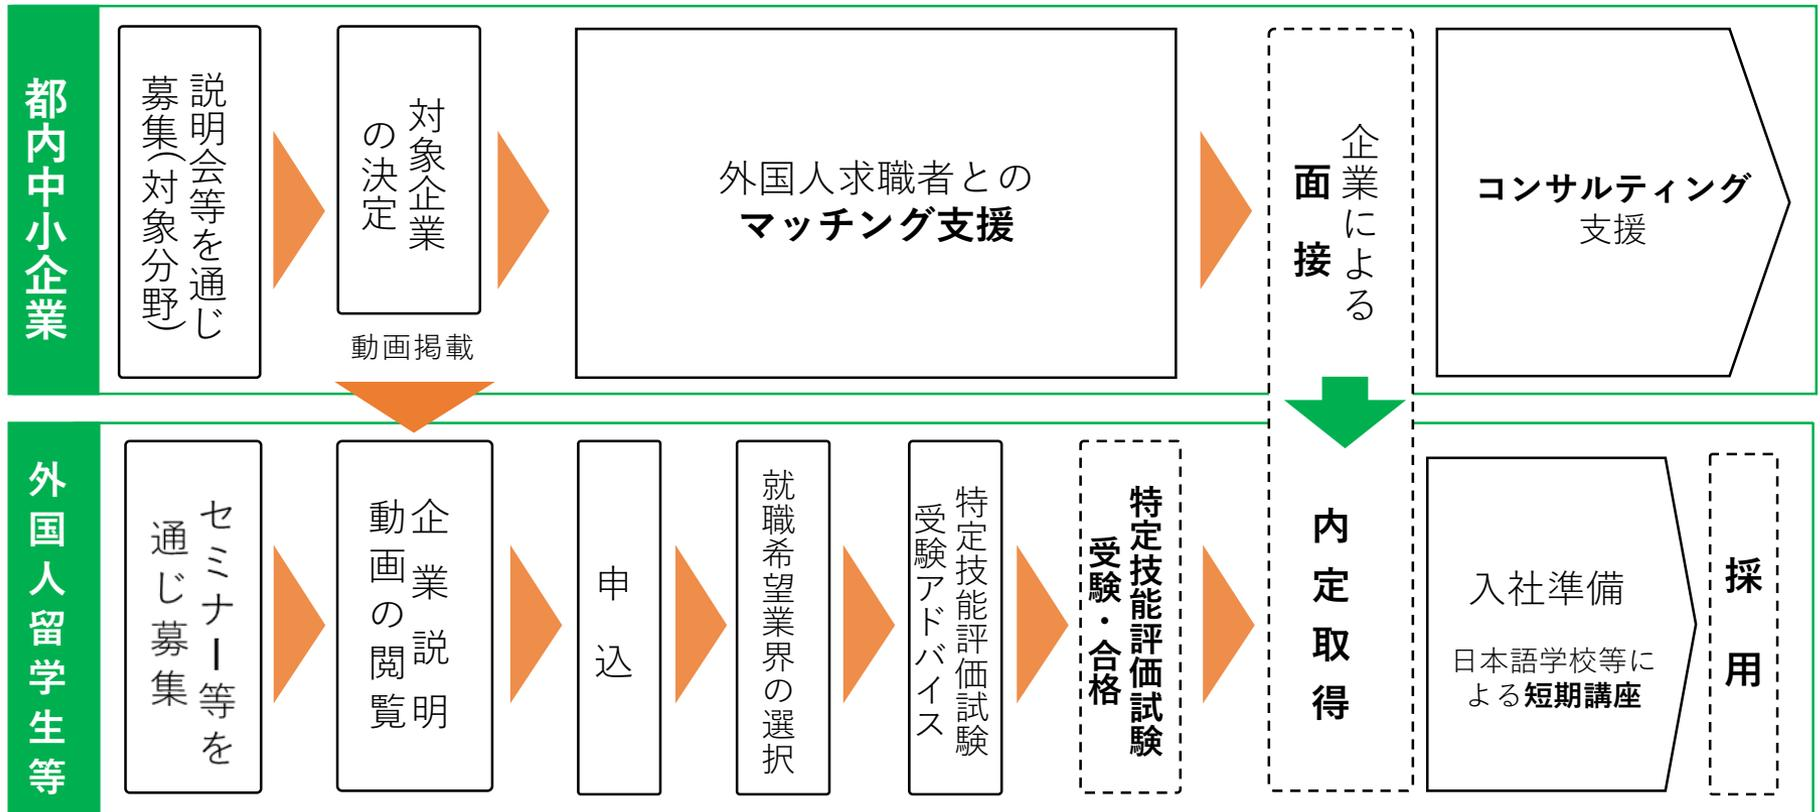 都内中小企業
説明会等を通じ
募集(対象分野)
対象企業
の決定
動画掲載
外国人求職者との
マッチング支援
企業による
面接
コンサルティング
支援
外国人留学生等
セミナー等を
通じ募集
企業説明
動画の閲覧
申込
就職希望業界の選択
特定技能評価試験
受験アドバイス
特定技能評価試験
受験・合格
内定取得
入社準備
日本語学校等に
よる短期講座
採用